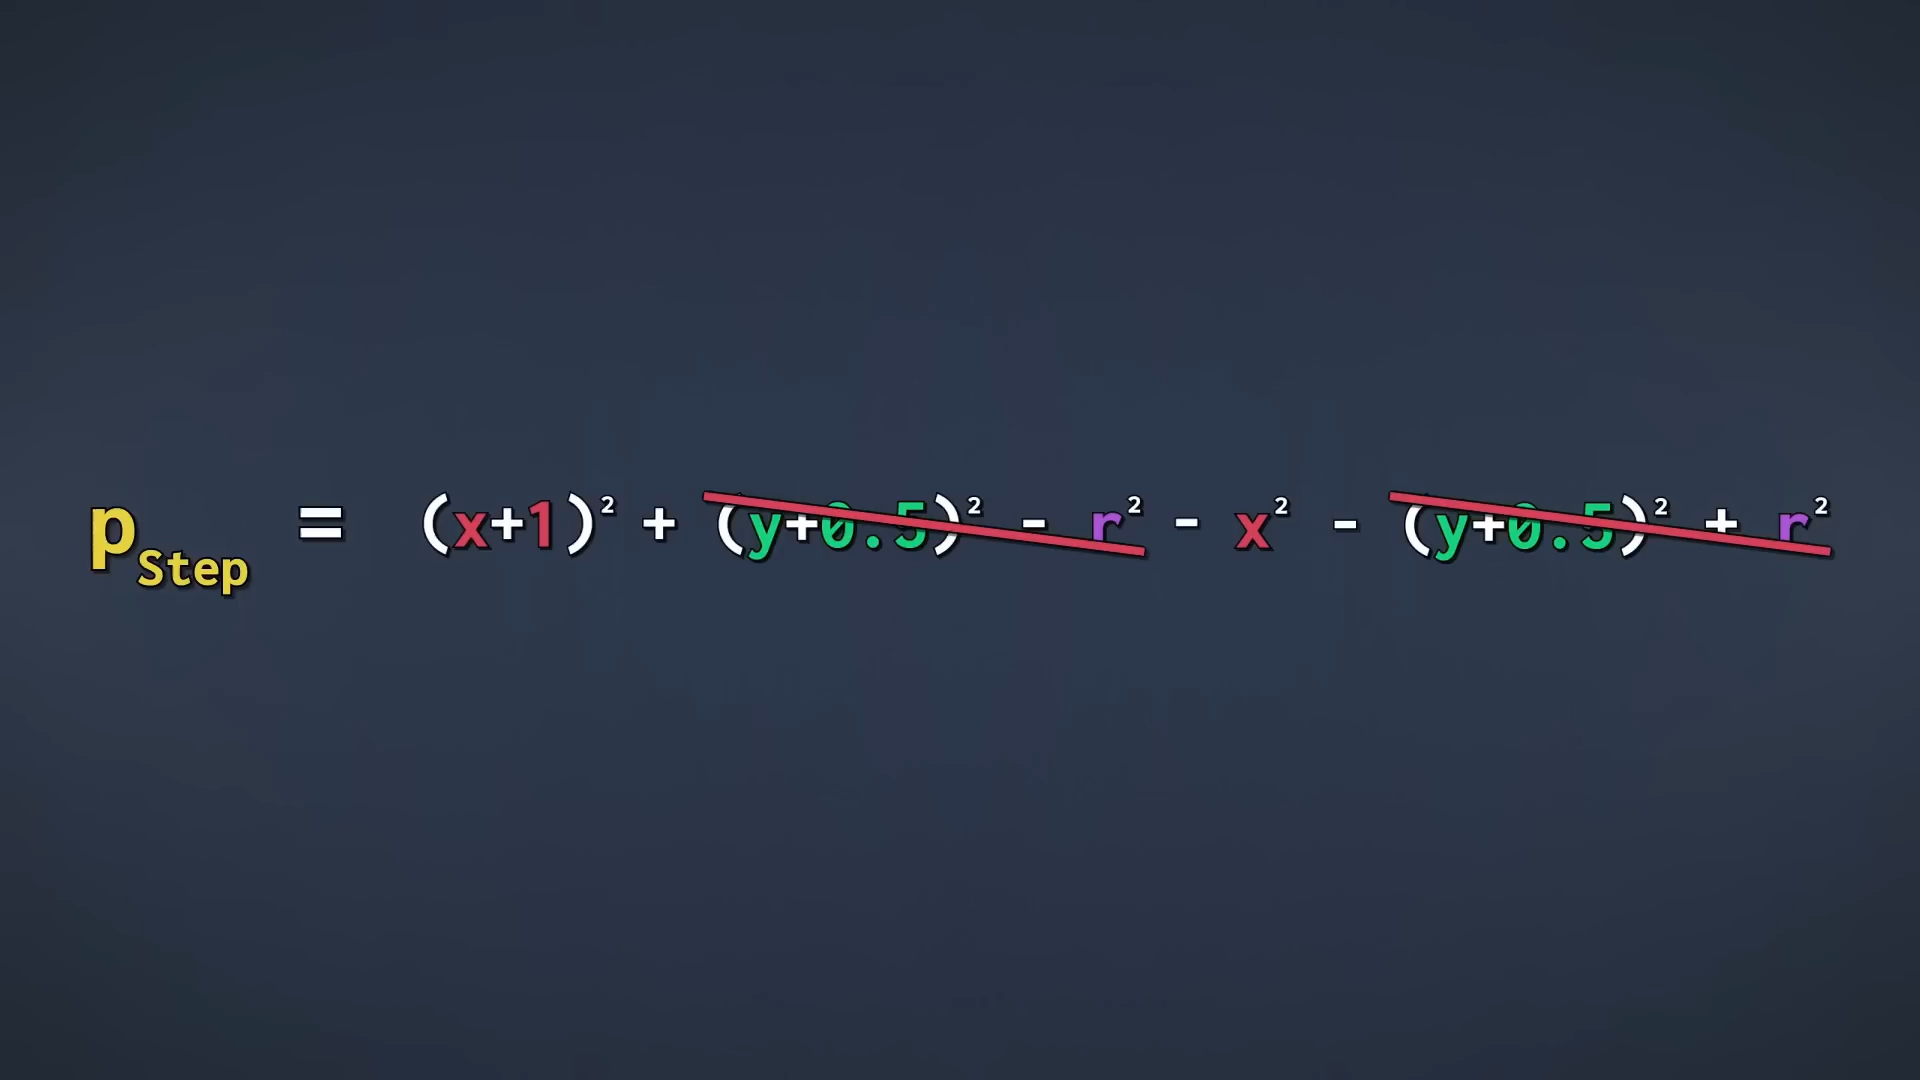 pStep = (x+1)² + (y+0.5)² - r² - x² - (y+0.5)² + r²